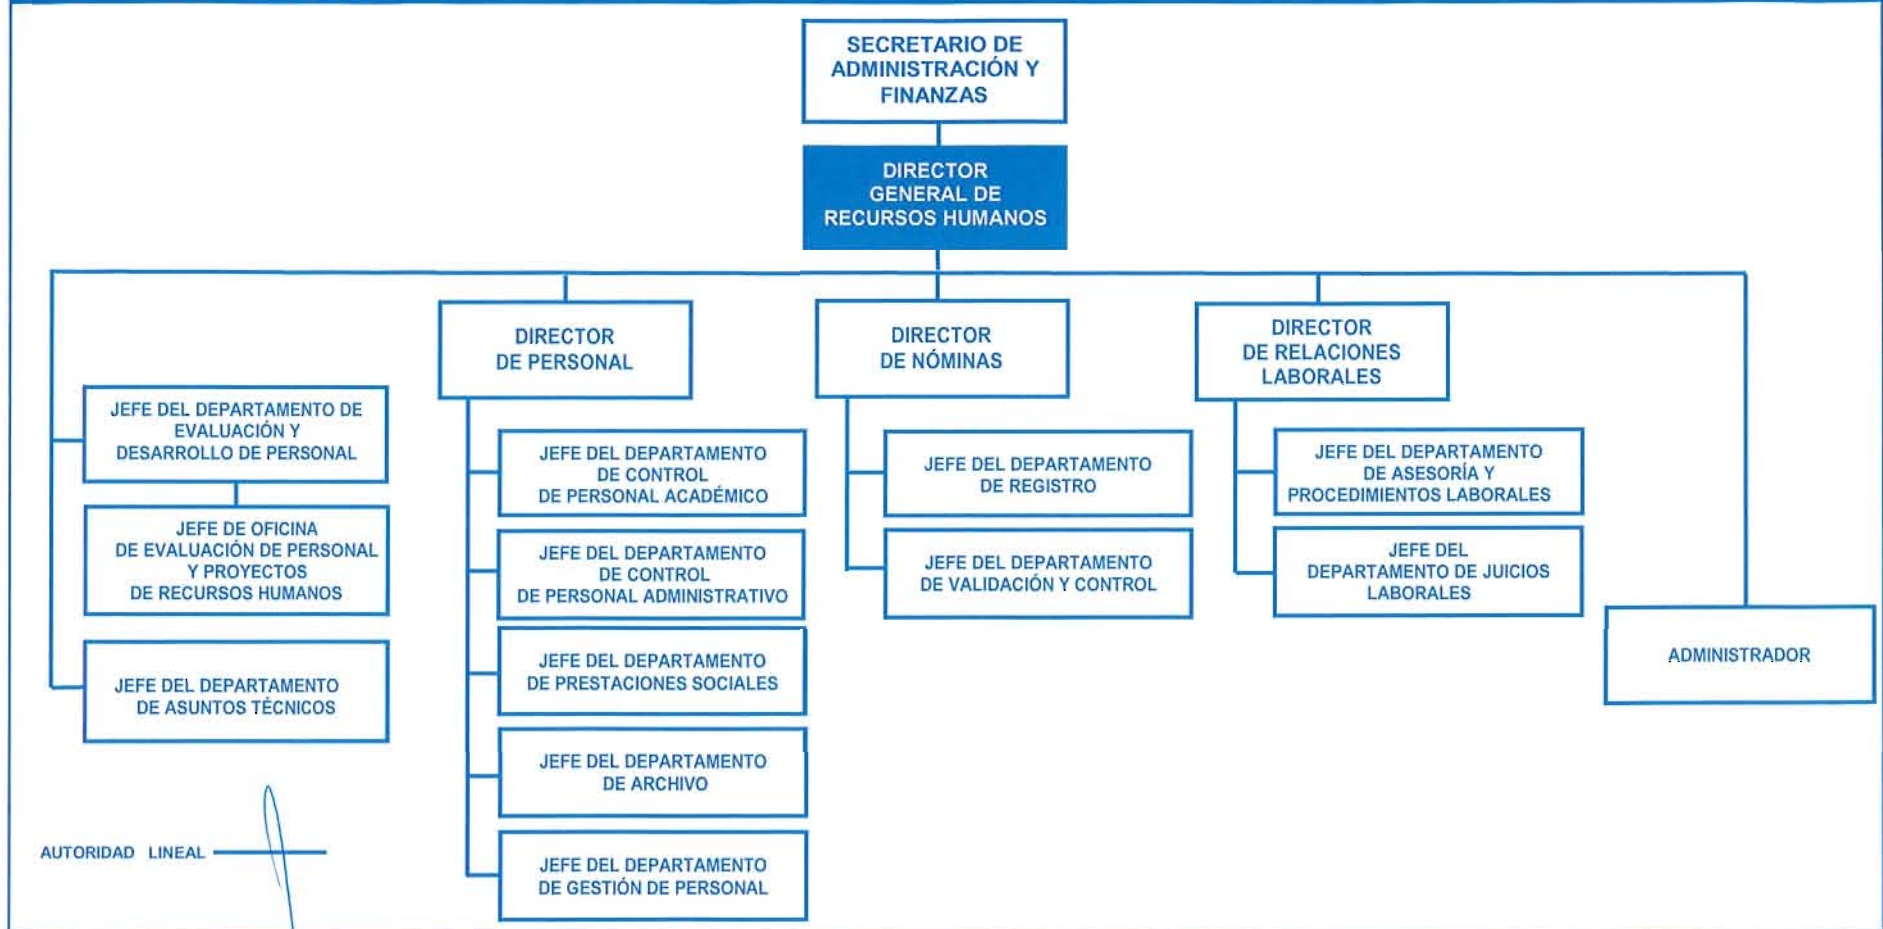 SECRETARIO DE
ADMINISTRACIÓN Y
FINANZAS
DIRECTOR
GENERAL DE
RECURSOS HUMANOS
JEFE DEL DEPARTAMENTO DE
EVALUACIÓN Y
DESARROLLO DE PERSONAL
JEFE DE OFICINA
DE EVALUACIÓN DE PERSONAL
Y PROYECTOS
DE RECURSOS HUMANOS
JEFE DEL DEPARTAMENTO
DE ASUNTOS TÉCNICOS
DIRECTOR
DE PERSONAL
JEFE DEL DEPARTAMENTO
DE CONTROL
DE PERSONAL ACADÉMICO
JEFE DEL DEPARTAMENTO
DE CONTROL
DE PERSONAL ADMINISTRATIVO
JEFE DEL DEPARTAMENTO
DE PRESTACIONES SOCIALES
JEFE DEL DEPARTAMENTO
DE ARCHIVO
JEFE DEL DEPARTAMENTO
DE GESTIÓN DE PERSONAL
DIRECTOR
DE NÓMINAS
JEFE DEL DEPARTAMENTO
DE REGISTRO
JEFE DEL DEPARTAMENTO
DE VALIDACIÓN Y CONTROL
DIRECTOR
DE RELACIONES
LABORALES
JEFE DEL DEPARTAMENTO
DE ASESORÍA Y
PROCEDIMIENTOS LABORALES
JEFE DEL
DEPARTAMENTO DE JUICIOS
LABORALES
ADMINISTRADOR
AUTORIDAD LINEAL